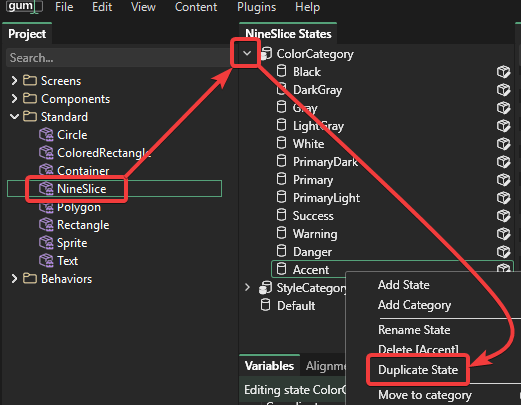 gum
File
Edit
View
Content
Plugins
Help
Project
Search...
Screens
Components
Standard
Circle
ColoredRectangle
Container
NineSlice
Polygon
Rectangle
Sprite
Text
Behaviors
NineSlice States
ColorCategory
Black
DarkGray
Gray
LightGray
White
PrimaryDark
Primary
PrimaryLight
Success
Warning
Danger
Accent
StyleCategory
Default
Add State
Add Category
Rename State
Delete [Accent]
Duplicate State
Move to category
Variables
Alignment
Editing state ColorC